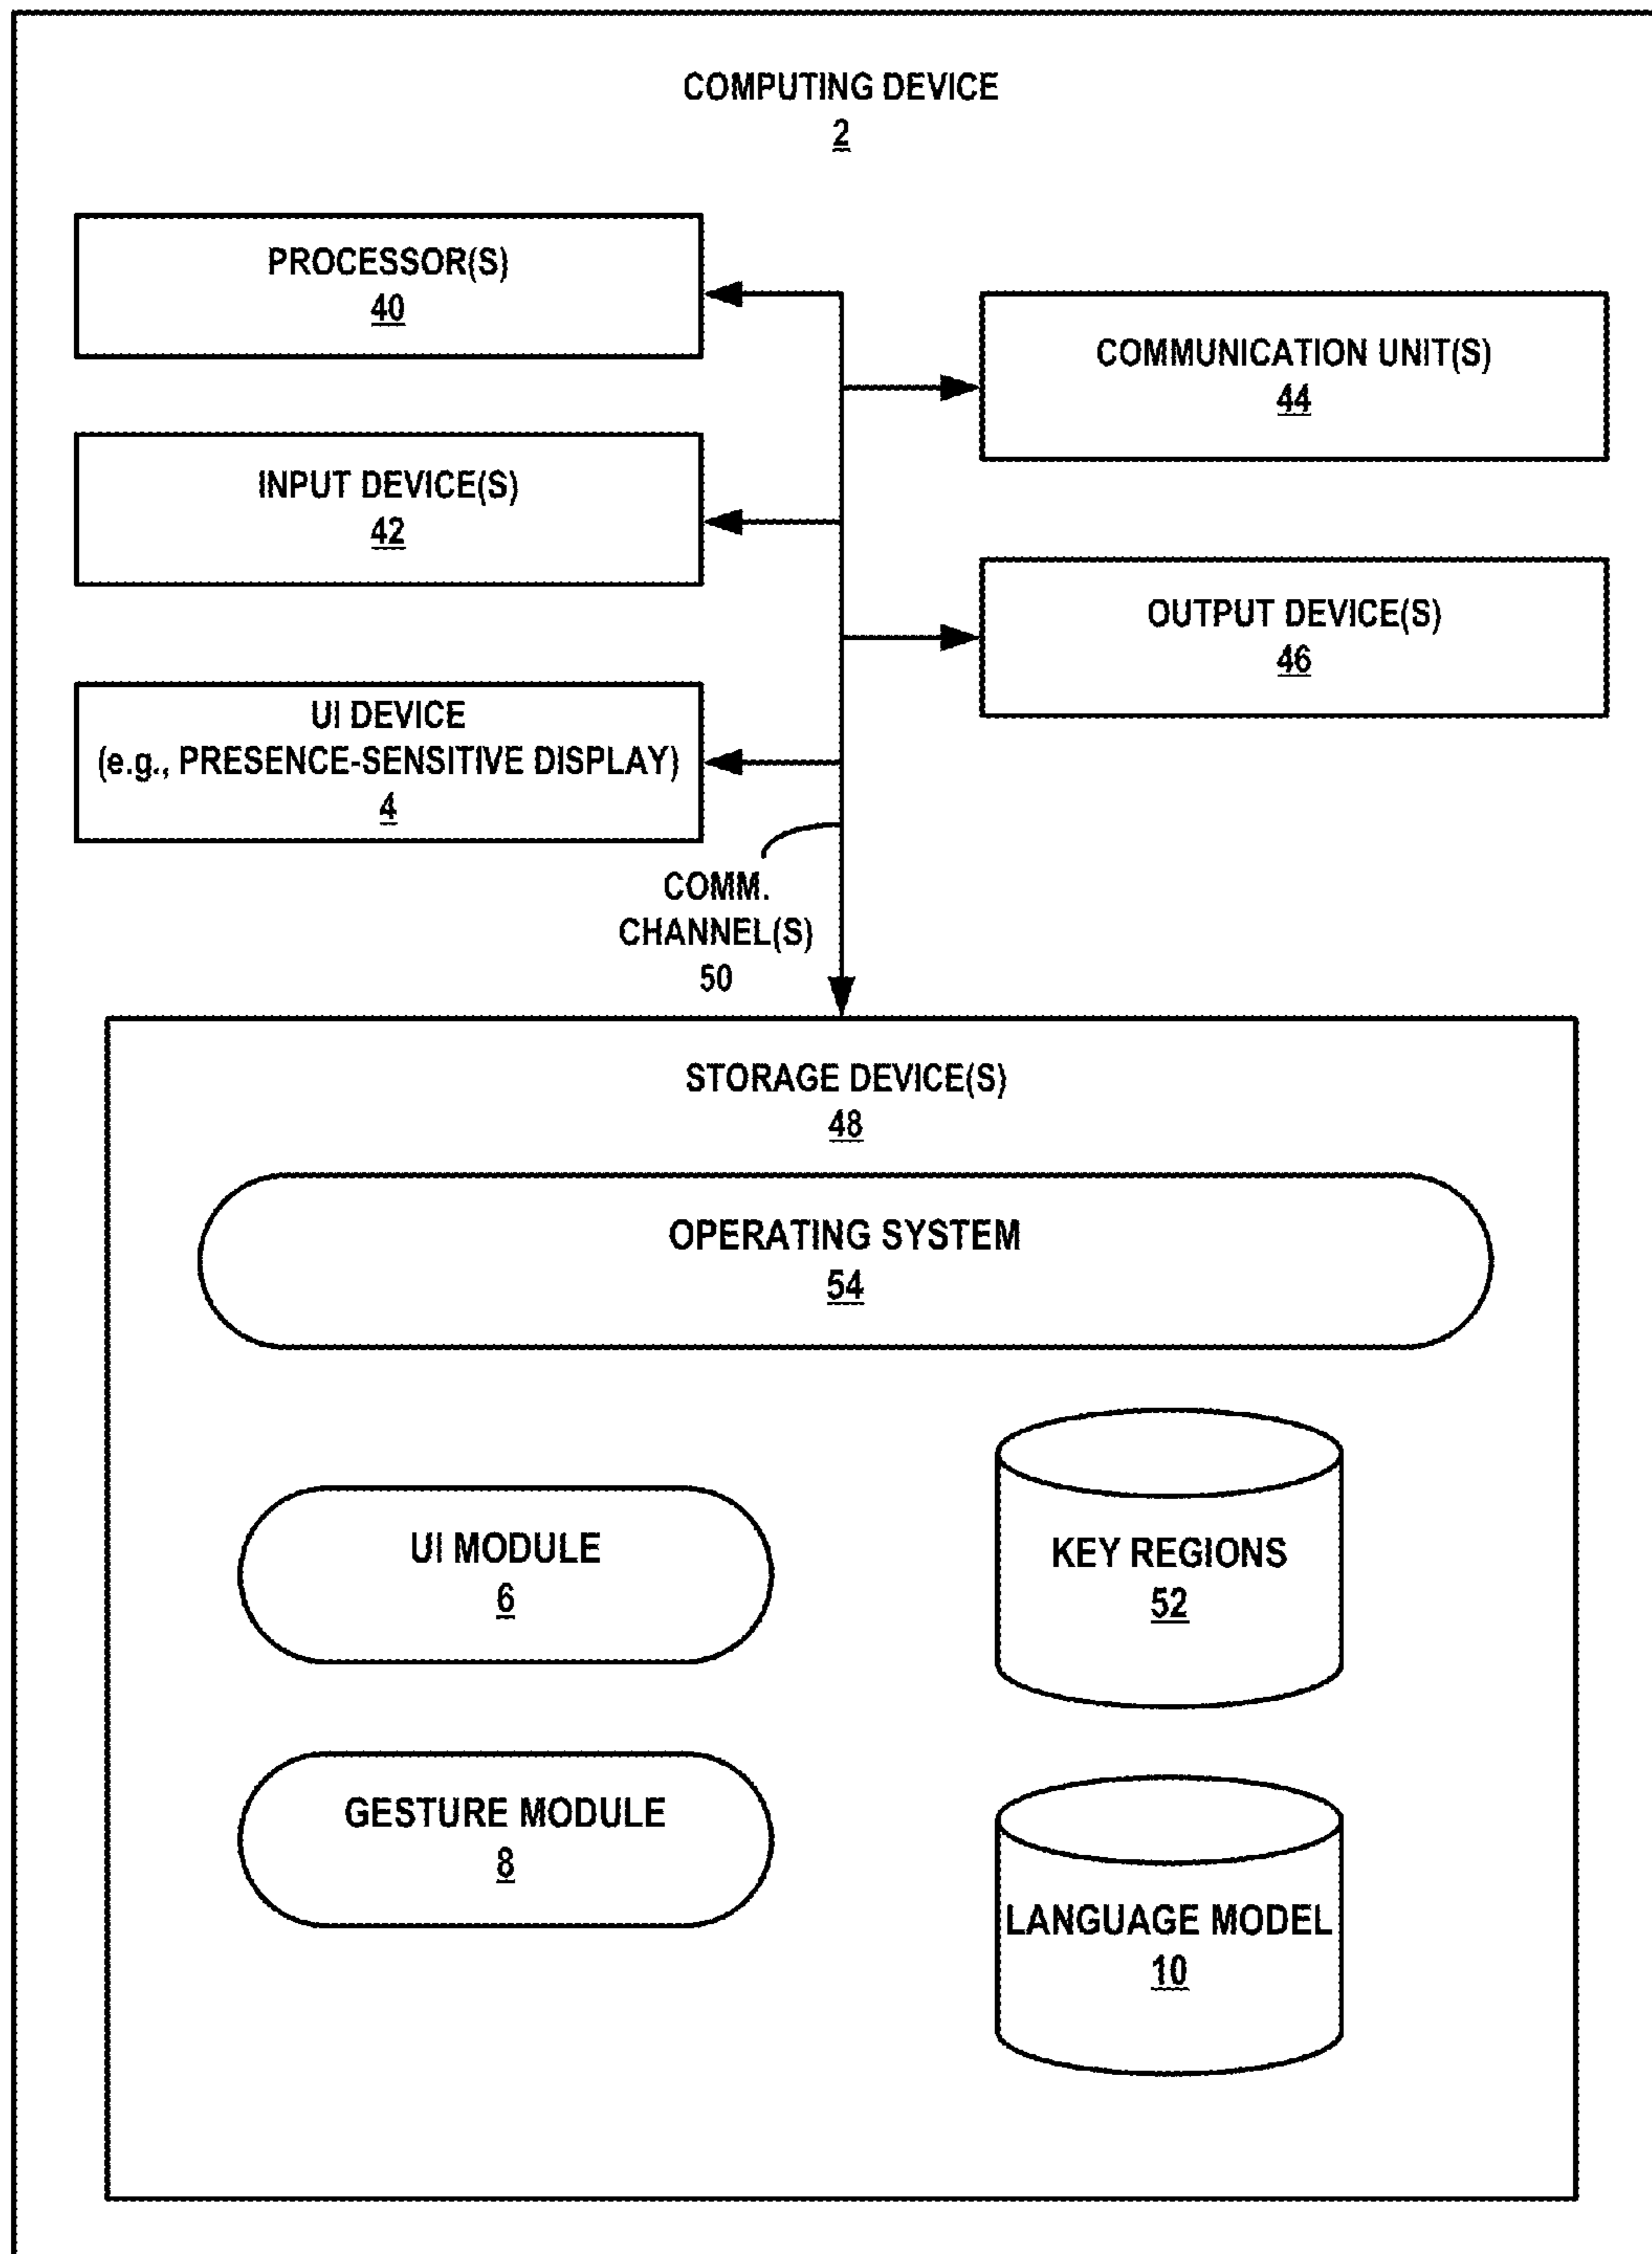 COMPUTING DEVICE
2
PROCESSOR(S)
40
COMMUNICATION UNIT(S)
44
INPUT DEVICE(S)
42
OUTPUT DEVICE(S)
46
UI DEVICE
(e.g., PRESENCE-SENSITIVE DISPLAY)
4
COMM.
CHANNEL(S)
50
STORAGE DEVICE(S)
48
OPERATING SYSTEM
54
UI MODULE
6
KEY REGIONS
52
GESTURE MODULE
8
LANGUAGE MODEL
10